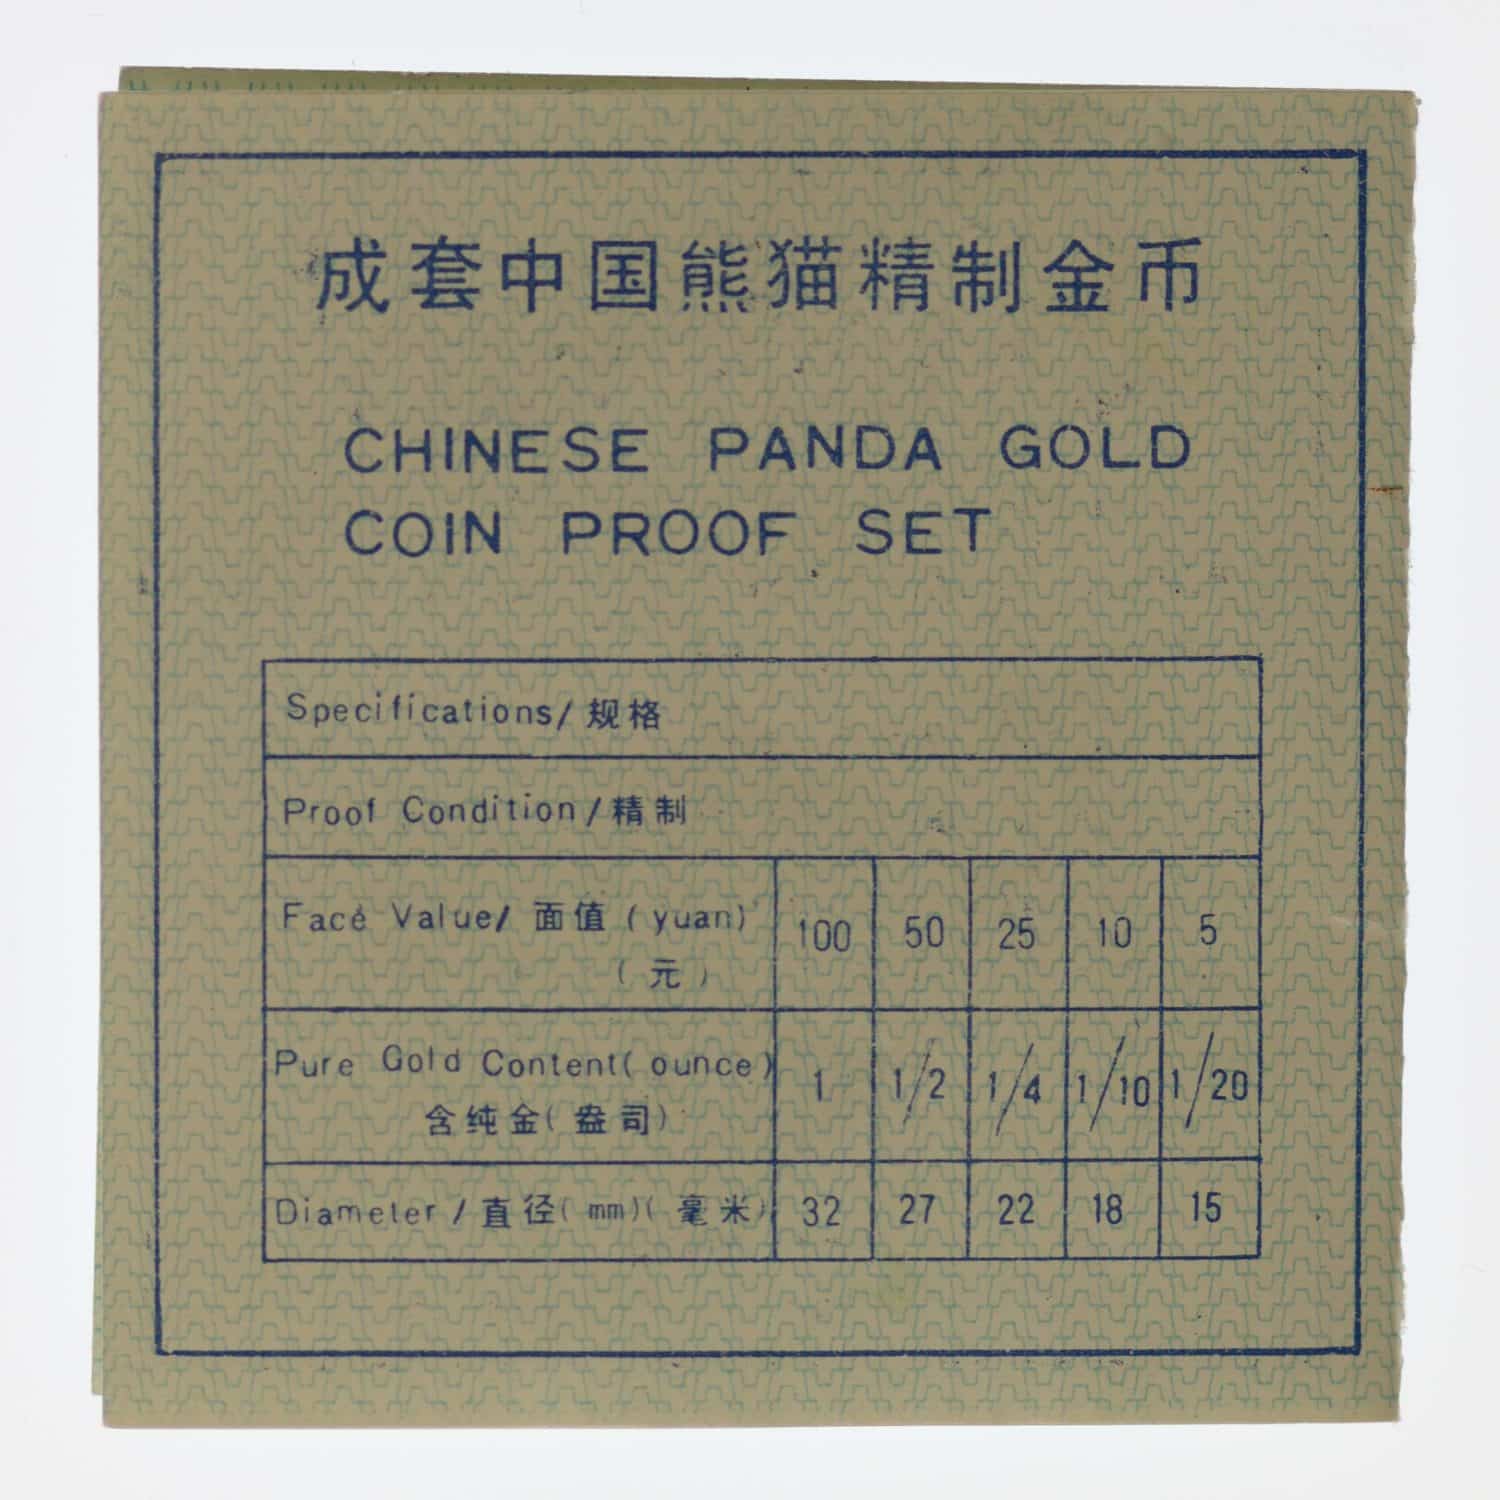 成套中国熊猫精制金币
CHINESE PANDA GOLD
COIN PROOF SET
Specifications/规格
Proof Condition/精制
Face Value/面值(yuan) 100 50 25 10 5
(元)
Pure Gold Content(ounce) 1 1/2 1/4 1/10 1/20
含纯金(盎司)
Diameter/直径(mm)(毫米) 32 27 22 18 15